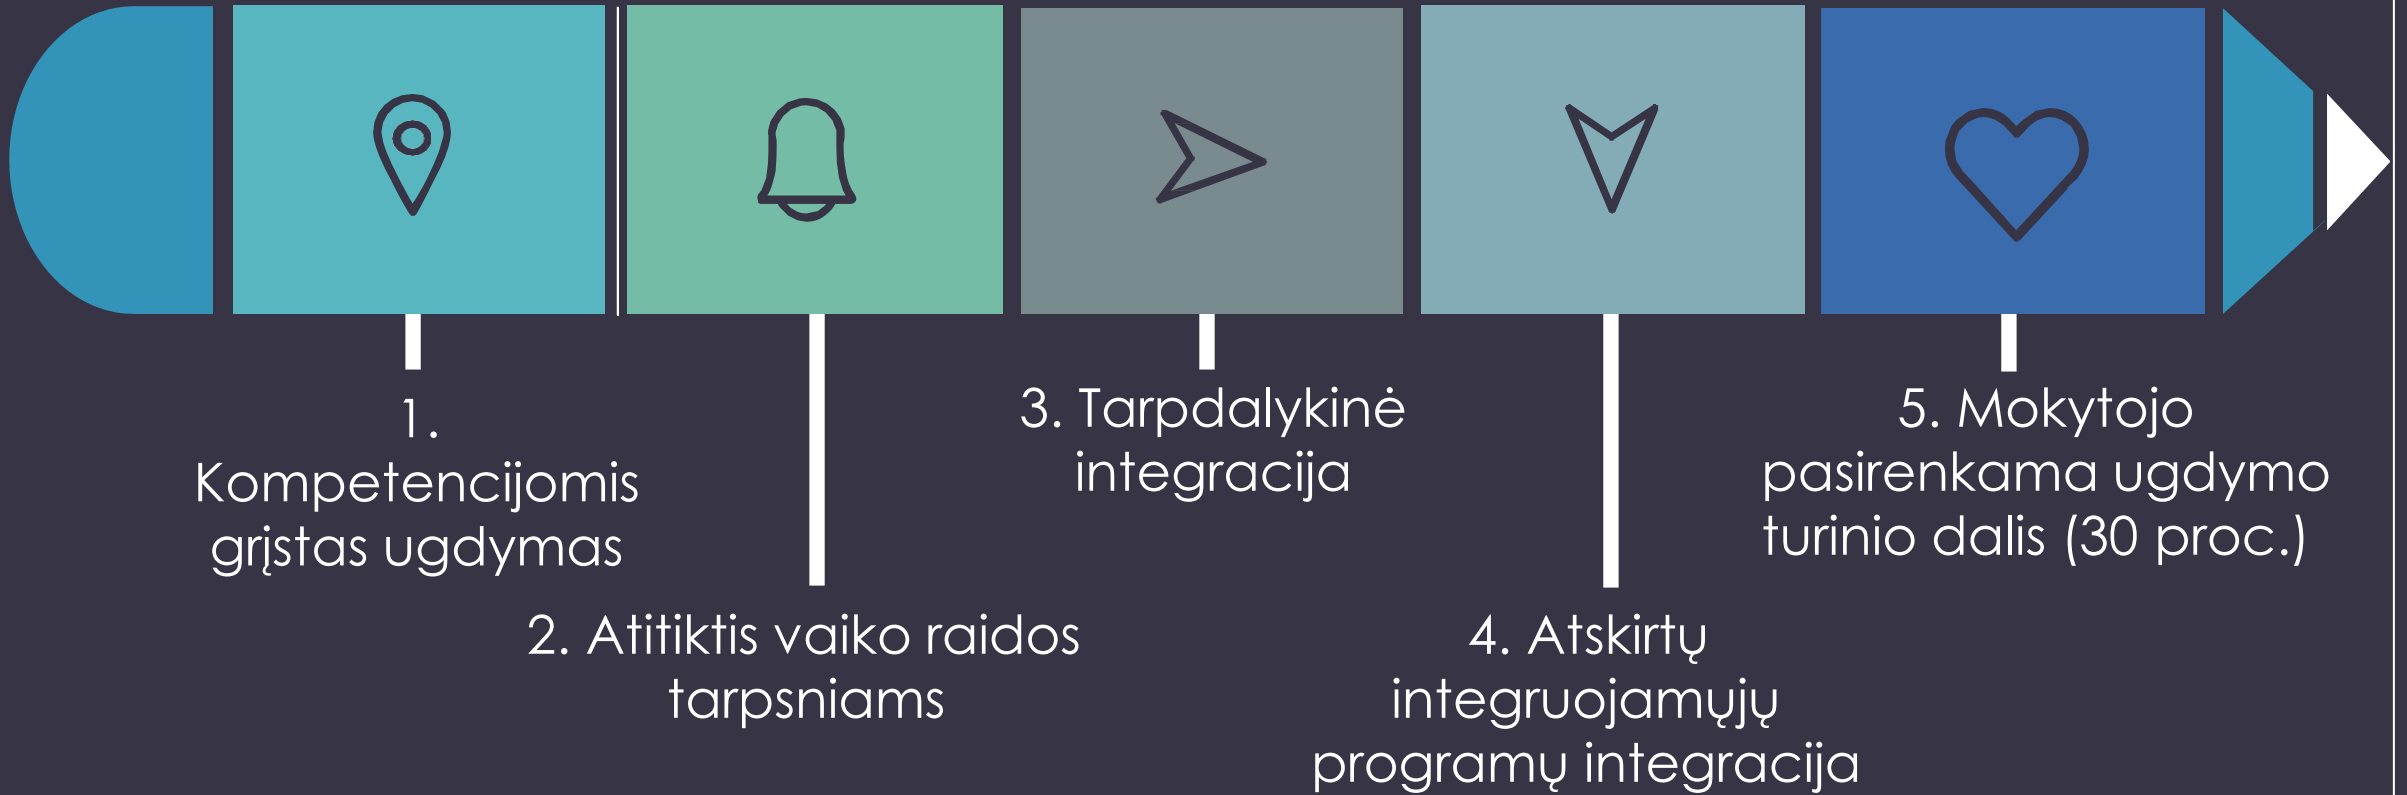 1.
Kompetencijomis
grįstas ugdymas
2. Atitiktis vaiko raidos
tarpsniams
3. Tarpdalykinė
integracija
4. Atskirtų
integruojamųjų
programų integracija
5. Mokytojo
pasirenkama ugdymo
turinio dalis (30 proc.)